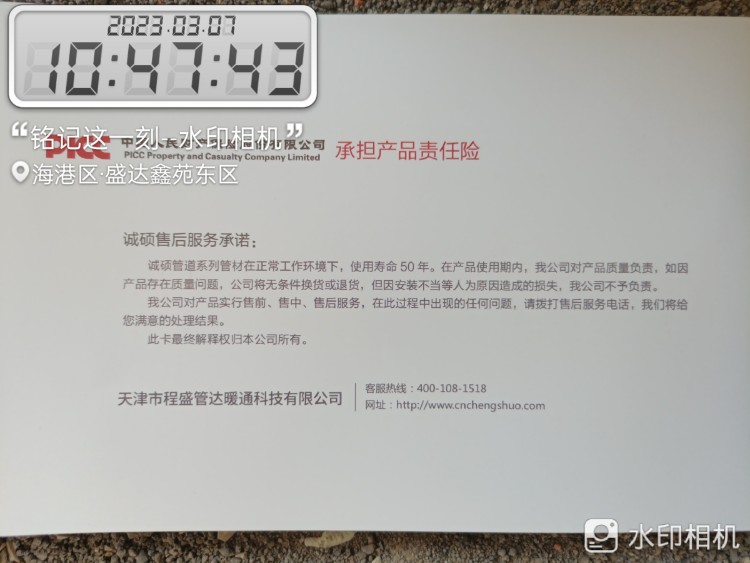 2023.03.07
10:47:43
“铭记这一刻-水印相机”
PICC 中 人民 有限公司 承担产品责任险
PICC Property and Casualty Company Limited
海港区·盛达鑫苑东区
诚硕售后服务承诺：
诚硕管道系列管材在正常工作环境下，使用寿命50年。在产品使用期内，我公司对产品质量负责，如因
产品存在质量问题，公司将无条件换货或退货，但因安装不当等人为原因造成的损失，我公司不予负责。
我公司对产品实行售前、售中、售后服务，在此过程中出现的任何问题，请拨打售后服务电话，我们将给
您满意的处理结果。
此卡最终解释权归本公司所有。
天津市程盛管达暖通科技有限公司
客服热线：400-108-1518
网址：http://www.cnchengshuo.com
水印相机